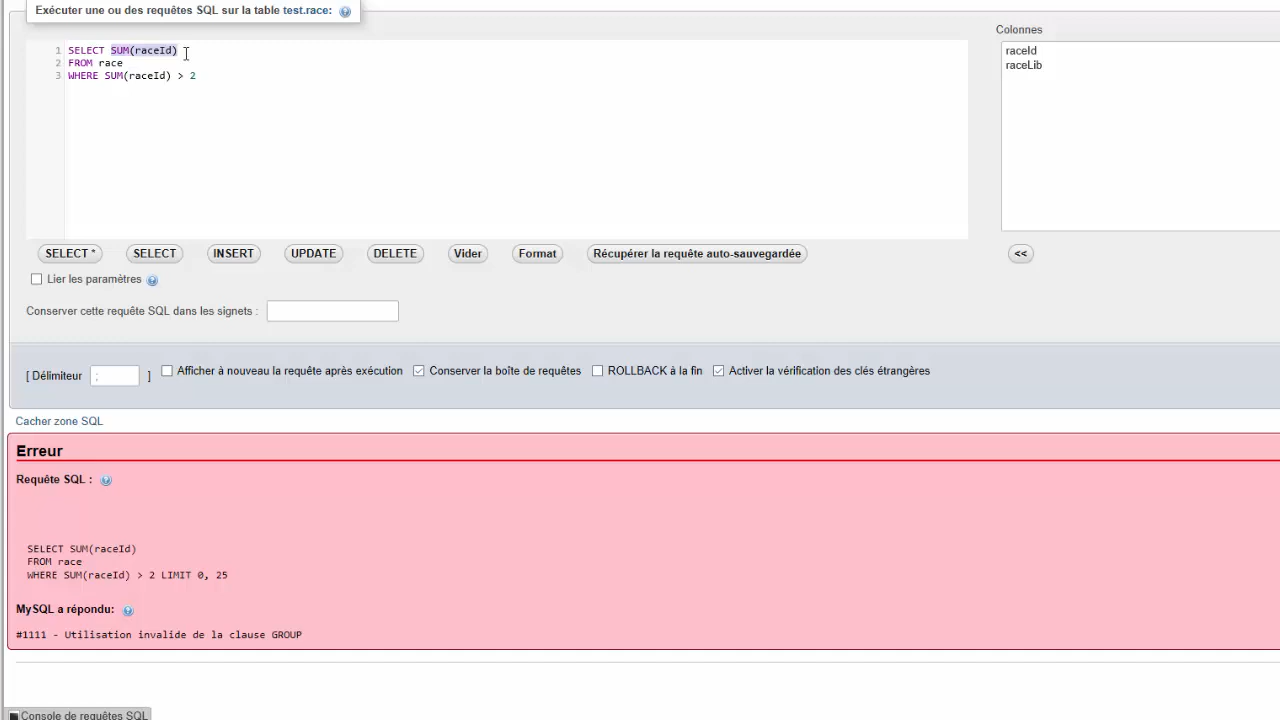 Exécuter une ou des requêtes SQL sur la table test.race:
Colonnes
1 SELECT SUM(raceId)
2 FROM race
3 WHERE SUM(raceId) > 2
raceId
raceLib
SELECT * SELECT INSERT UPDATE DELETE Vider Format Récupérer la requête auto-sauvegardée <<
Lier les paramètres
Conserver cette requête SQL dans les signets :
[ Délimiteur ; ] Afficher à nouveau la requête après exécution Conserver la boîte de requêtes ROLLBACK à la fin Activer la vérification des clés étrangères
Cacher zone SQL
Erreur
Requête SQL :
SELECT SUM(raceId)
FROM race
WHERE SUM(raceId) > 2 LIMIT 0, 25
MySQL a répondu:
#1111 - Utilisation invalide de la clause GROUP
Console de requêtes SQL